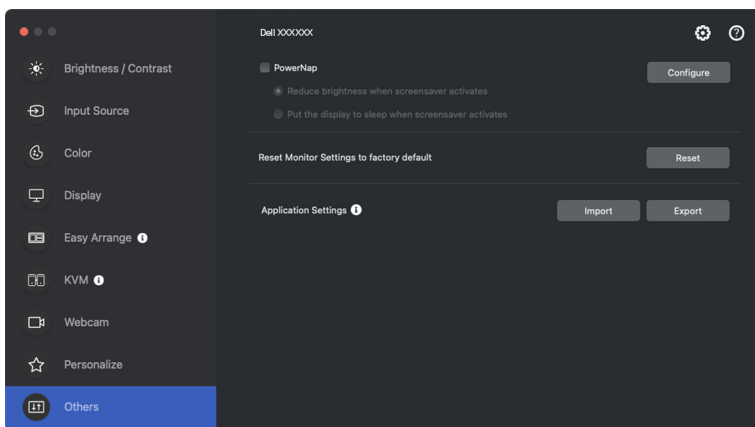 Dell XXXXXX
Brightness / Contrast
Input Source
Color
Display
Easy Arrange
KVM
Webcam
Personalize
Others
PowerNap
Configure
Reduce brightness when screensaver activates
Put the display to sleep when screensaver activates
Reset Monitor Settings to factory default
Reset
Application Settings
Import
Export